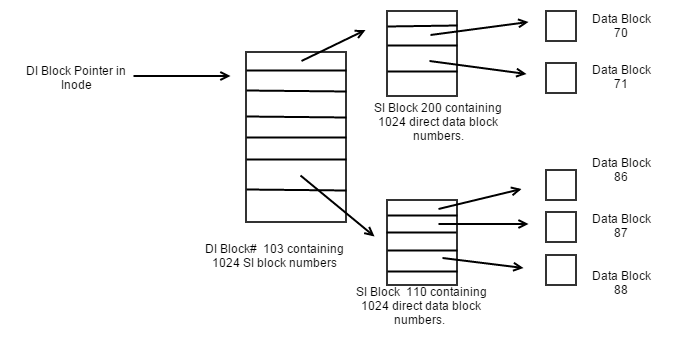 DI Block Pointer in
Inode
DI Block# 103 containing
1024 SI block numbers
SI Block 200 containing
1024 direct data block
numbers.
Data Block
70
Data Block
71
SI Block 110 containing
1024 direct data block
numbers.
Data Block
86
Data Block
87
Data Block
88